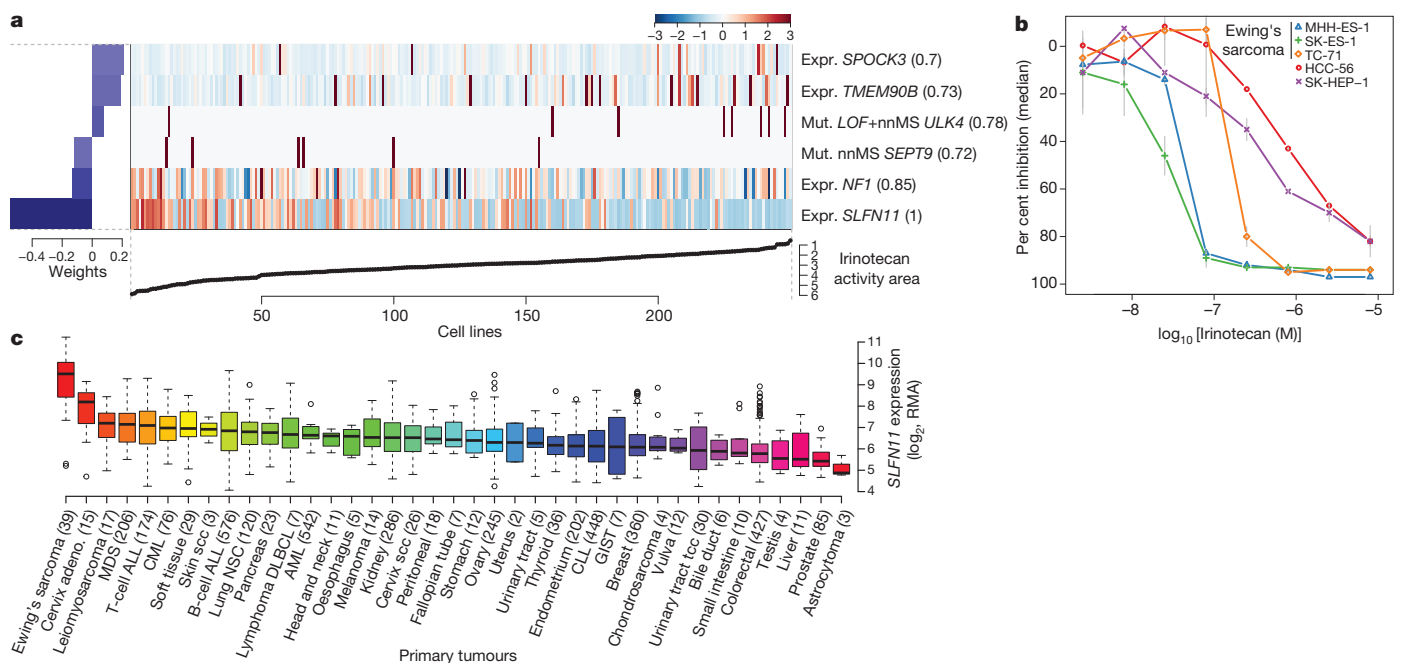 a
−3 −2 −1 0 1 2 3
Expr. SPOCK3 (0.7)
Expr. TMEM90B (0.73)
Mut. LOF+nnMS ULK4 (0.78)
Mut. nnMS SEPT9 (0.72)
Expr. NF1 (0.85)
Expr. SLFN11 (1)
−0.4 −0.2 0 0.2
Weights
1
2
3
4
5
6
Irinotecan
activity area
50 100 150 200
Cell lines
b
Ewing's
sarcoma
MHH-ES-1
SK-ES-1
TC-71
HCC-56
SK-HEP-1
0
20
40
60
80
100
Per cent inhibition (median)
−8 −7 −6 −5
log10 [Irinotecan (M)]
c
11
10
9
8
7
6
5
4
SLFN11 expression
(log2, RMA)
Ewing's sarcoma (39)
Cervix adeno. (15)
Leiomyosarcoma (17)
MDS (206)
T-cell ALL (174)
CML (76)
Soft tissue (29)
Skin scc (3)
B-cell ALL (576)
Lung NSC (120)
Pancreas (23)
Lymphoma DLBCL (7)
AML (542)
Head and neck (11)
Oesophagus (5)
Melanoma (14)
Kidney (286)
Cervix scc (26)
Peritoneal (18)
Fallopian tube (7)
Stomach (12)
Ovary (245)
Uterus (2)
Urinary tract (5)
Thyroid (36)
Endometrium (202)
CLL (448)
GIST (7)
Breast (360)
Chondrosarcoma (4)
Vulva (12)
Urinary tract tcc (30)
Bile duct (6)
Small intestine (10)
Colorectal (427)
Testis (4)
Liver (11)
Prostate (85)
Astrocytoma (3)
Primary tumours